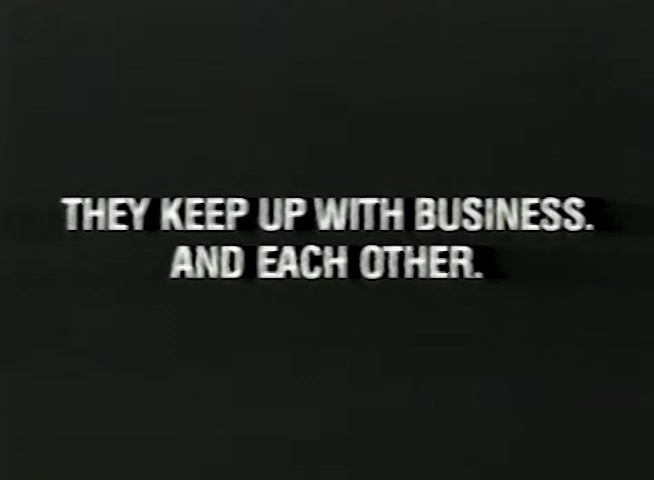 THEY KEEP UP WITH BUSINESS.
AND EACH OTHER.